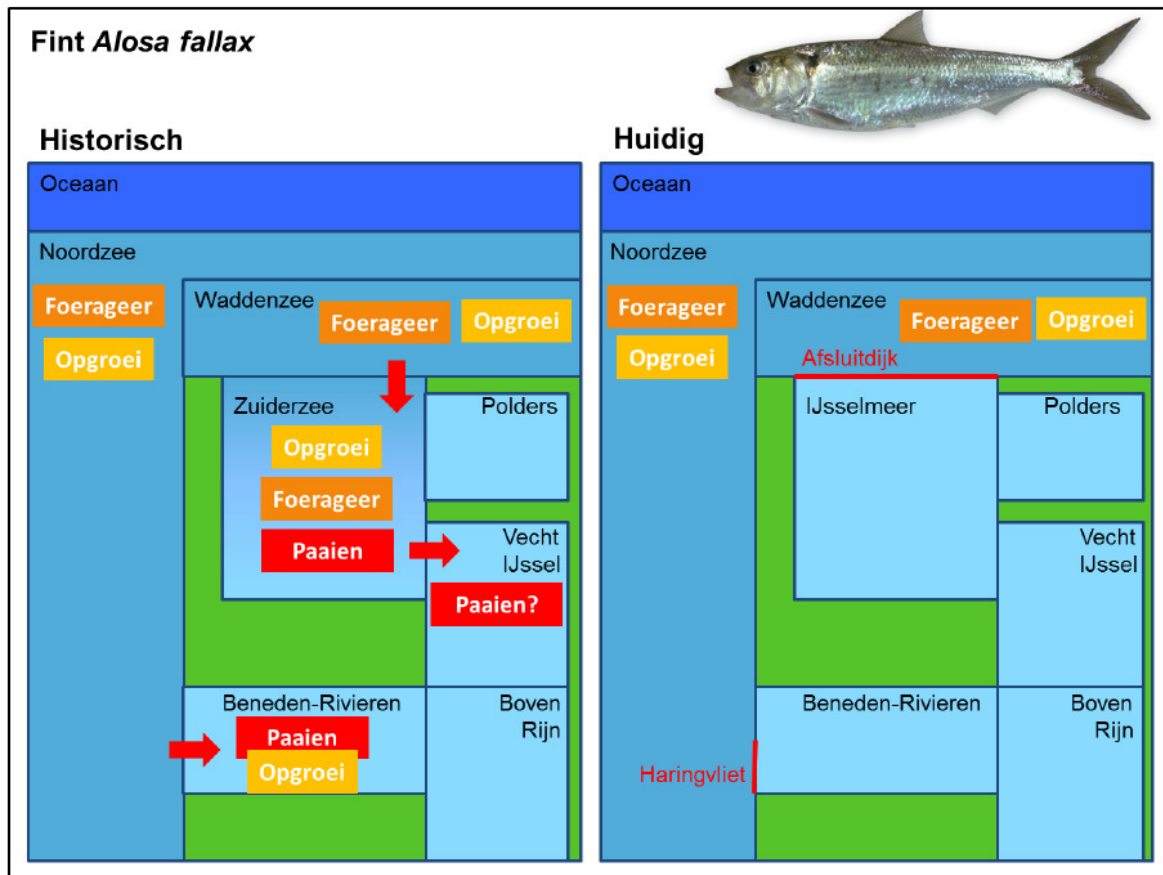 Fint Alosa fallax
Historisch
Oceaan
Noordzee
Foerageer
Opgroei
Waddenzee
Foerageer
Opgroei
Zuiderzee
Opgroei
Foerageer
Paaien
Polders
Vecht
IJssel
Paaien?
Beneden-Rivieren
Paaien
Opgroei
Boven
Rijn
Huidig
Oceaan
Noordzee
Foerageer
Opgroei
Waddenzee
Foerageer
Opgroei
Afsluitdijk
IJsselmeer
Polders
Vecht
IJssel
Beneden-Rivieren
Boven
Rijn
Haringvliet